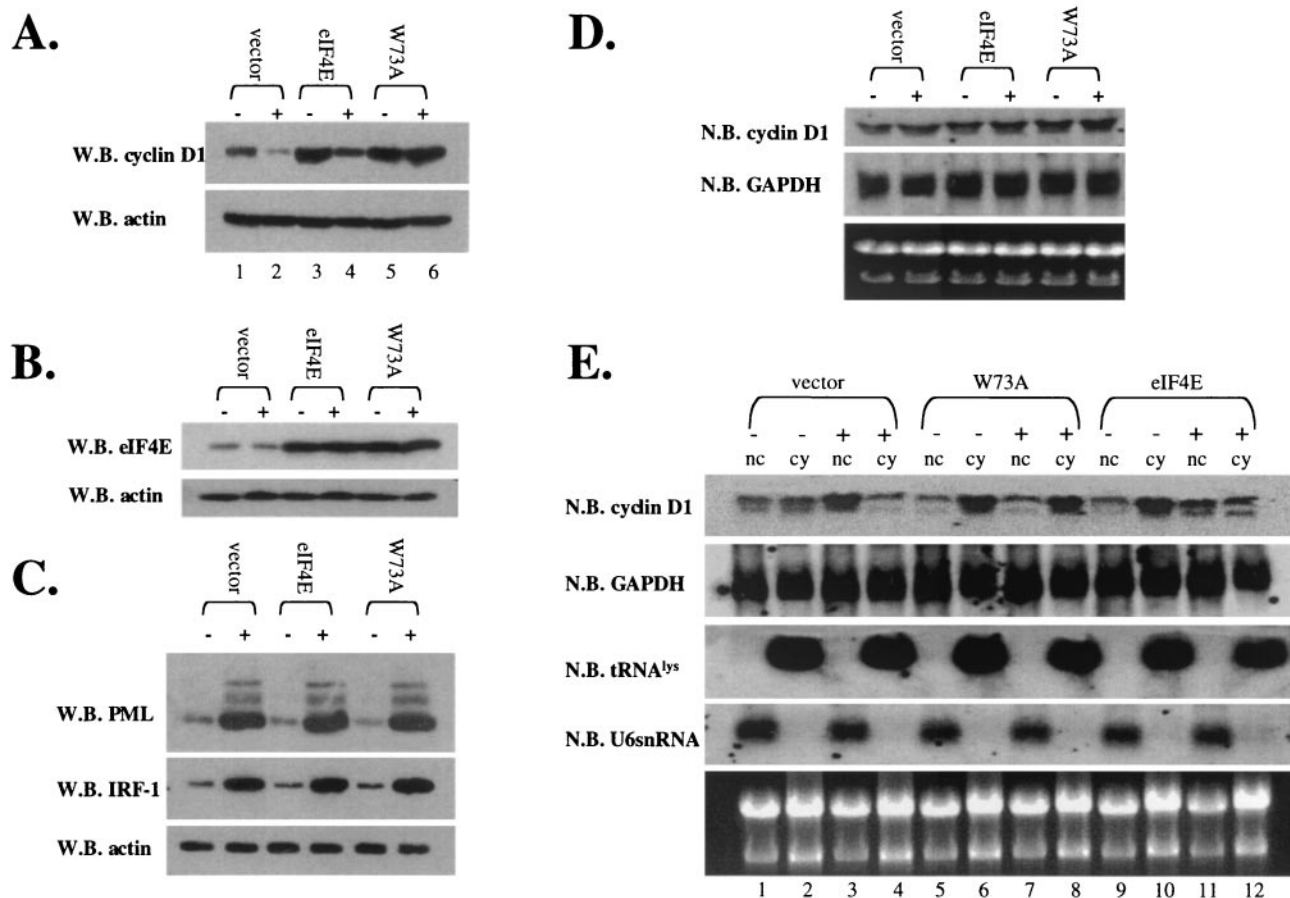 A.
vector eIF4E W73A
- + - + - +
W.B. cyclin D1
W.B. actin
1 2 3 4 5 6
B.
vector eIF4E W73A
- + - + - +
W.B. eIF4E
W.B. actin
C.
vector eIF4E W73A
- + - + - +
W.B. PML
W.B. IRF-1
W.B. actin
D.
vector eIF4E W73A
- + - + - +
N.B. cyclin D1
N.B. GAPDH
E.
vector W73A eIF4E
- - + + - - + + - - + +
nc cy nc cy nc cy nc cy nc cy nc cy
N.B. cyclin D1
N.B. GAPDH
N.B. tRNAlys
N.B. U6snRNA
1 2 3 4 5 6 7 8 9 10 11 12